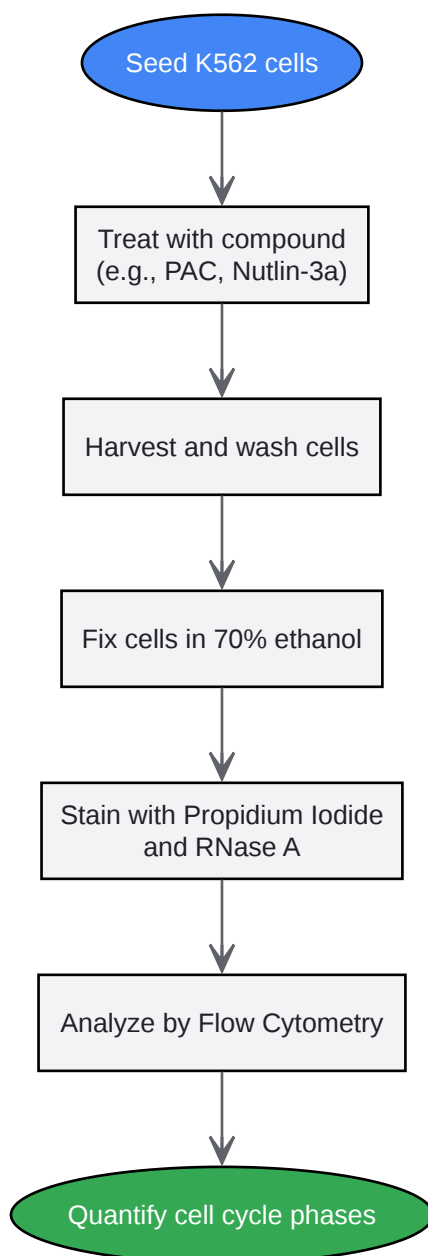 Seed K562 cells
Treat with compound
(e.g., PAC, Nutlin-3a)
Harvest and wash cells
Fix cells in 70% ethanol
Stain with Propidium Iodide
and RNase A
Analyze by Flow Cytometry
Quantify cell cycle phases